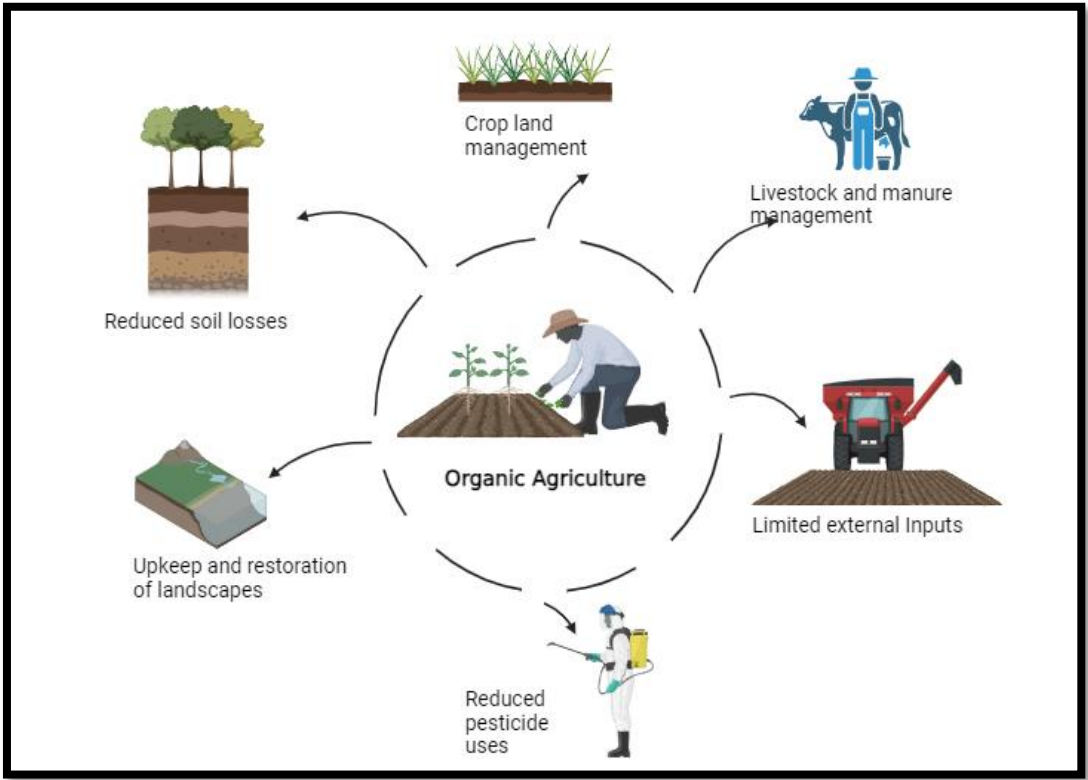 Crop land
management
Livestock and manure
management
Reduced soil losses
Organic Agriculture
Limited external Inputs
Upkeep and restoration
of landscapes
Reduced
pesticide
uses